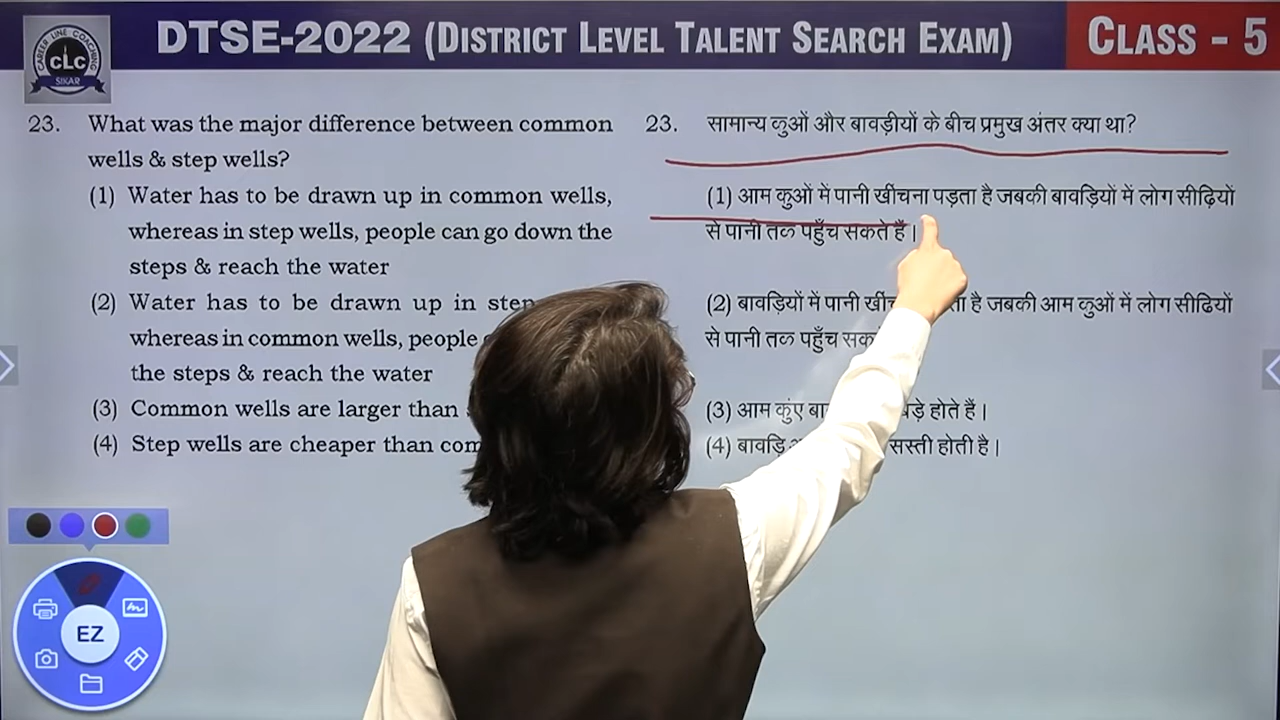 DTSE-2022 (DISTRICT LEVEL TALENT SEARCH EXAM) CLASS - 5
CAREER LINE COACHING
CLC
SIKAR
23. What was the major difference between common
wells & step wells?
(1) Water has to be drawn up in common wells,
whereas in step wells, people can go down the
steps & reach the water
(2) Water has to be drawn up in step
whereas in common wells, people
the steps & reach the water
(3) Common wells are larger than
(4) Step wells are cheaper than
23. सामान्य कुओं और बावड़ीयों के बीच प्रमुख अंतर क्या था?
(1) आम कुओं में पानी खींचना पड़ता है जबकी बावड़ियों में लोग सीढ़ियों
से पानी तक पहुँच सकते हैं।
(2) बावड़ियों में पानी है जबकी आम कुओं में लोग सीढियों
से पानी तक पहुँच
(3) आम कुंए होते हैं।
(4) सस्ती होती है।
EZ